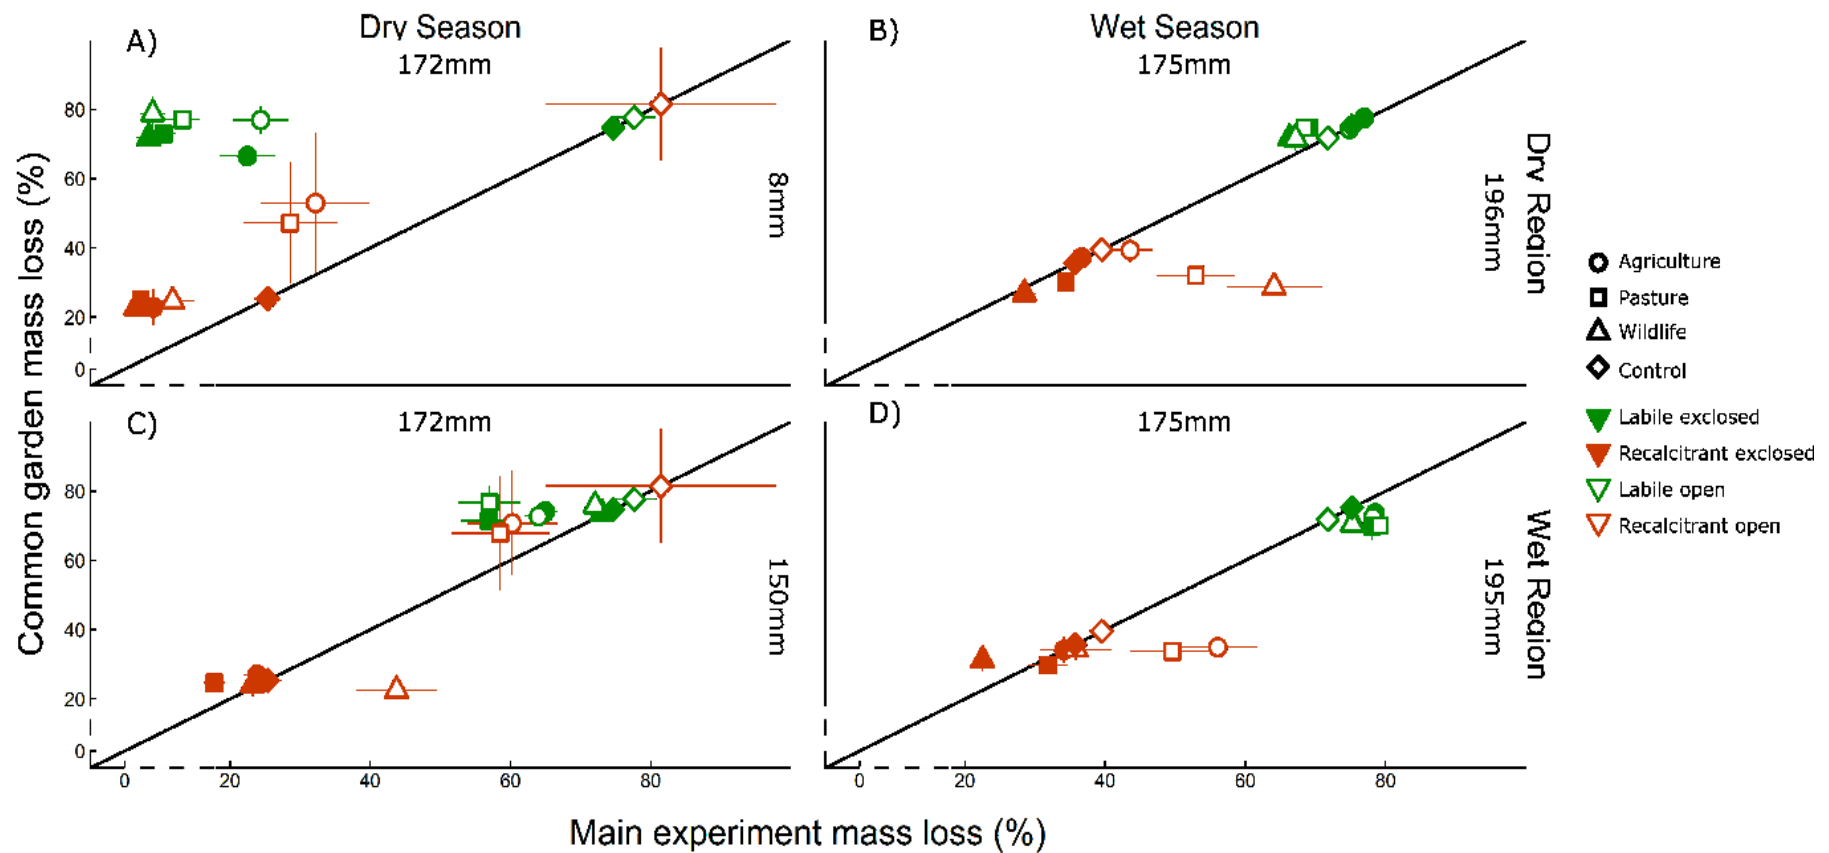 Dry Season
Wet Season
A)
172mm
B)
175mm
80
60
40
20
0
8mm
196mm
Dry Region
C)
172mm
D)
175mm
80
60
40
20
0
150mm
195mm
Wet Region
0
20
40
60
80
0
20
40
60
80
Common garden mass loss (%)
Main experiment mass loss (%)
Agriculture
Pasture
Wildlife
Control
Labile exclosed
Recalcitrant exclosed
Labile open
Recalcitrant open